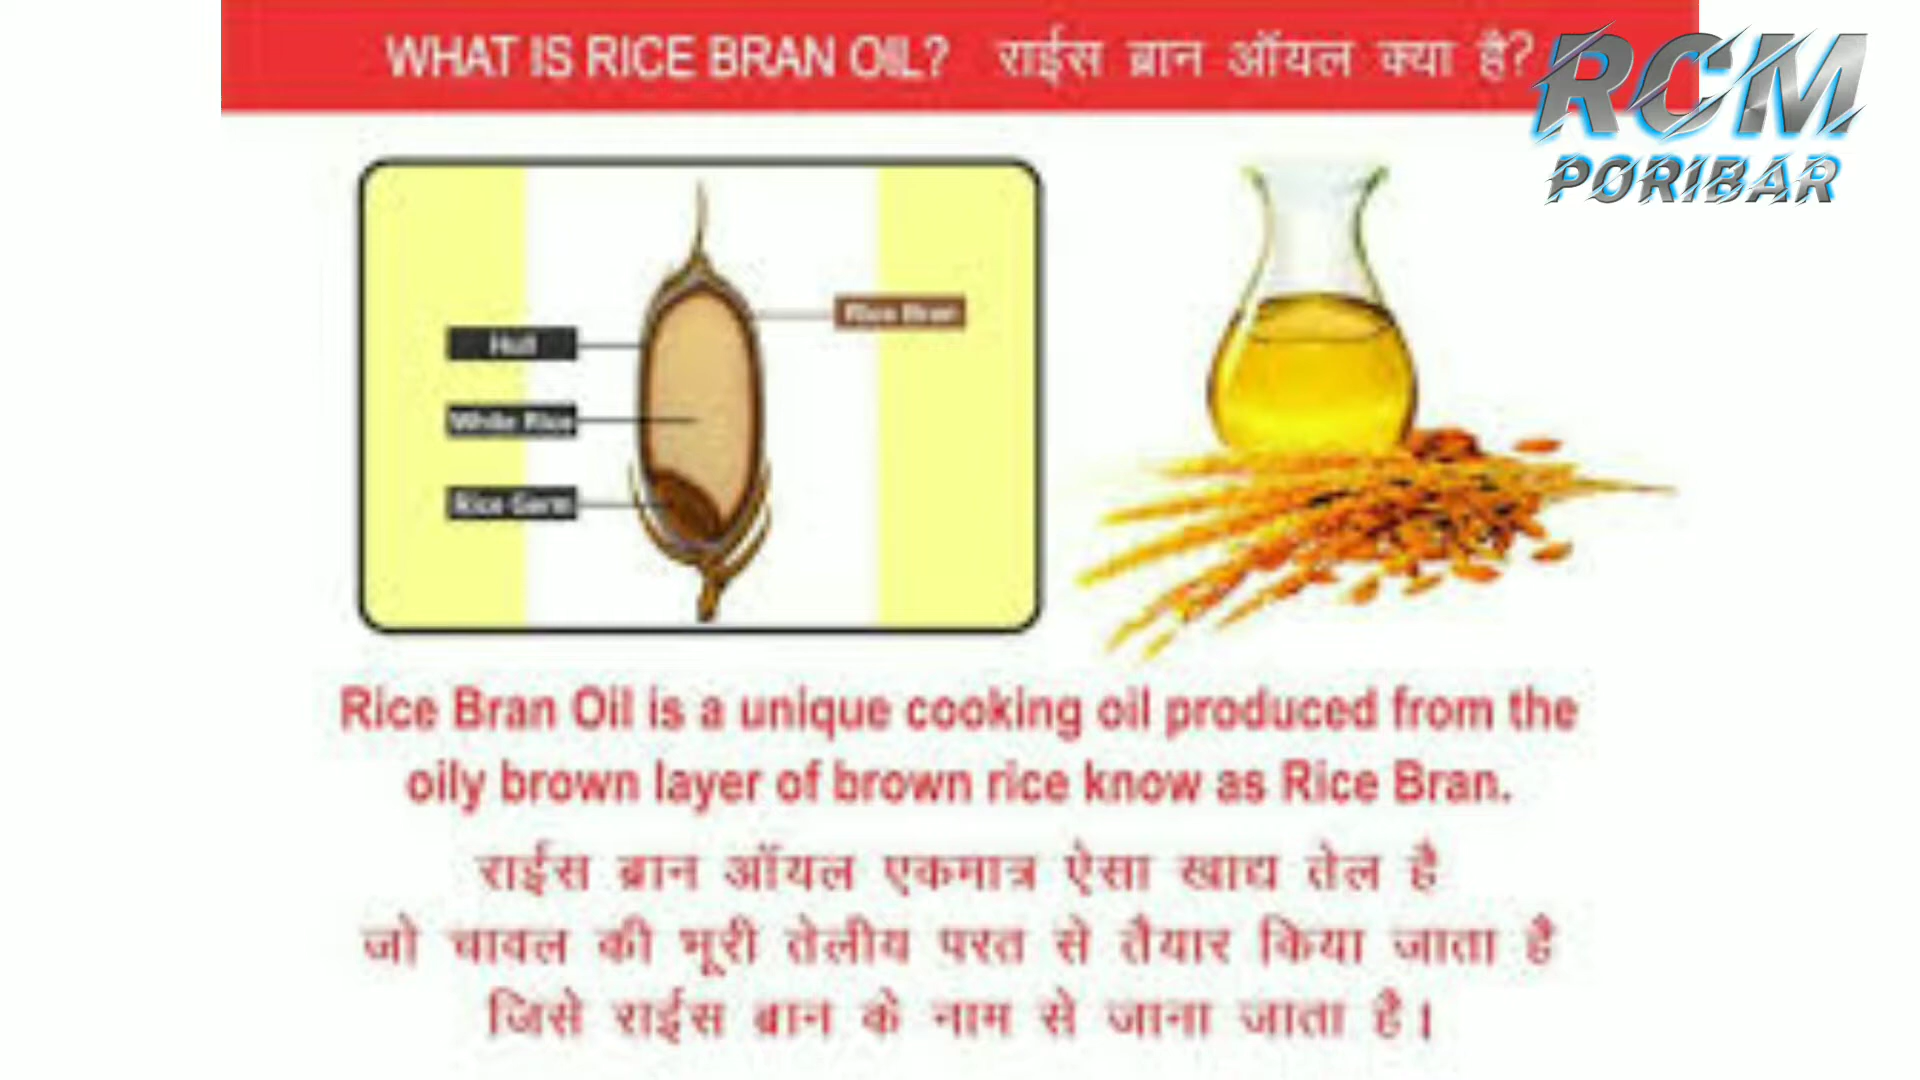 WHAT IS RICE BRAN OIL? राईस ब्रान ऑयल क्या है?
RCM
PORIBAR
Rice Bran
Hull
White Rice
Rice Germ
Rice Bran Oil is a unique cooking oil produced from the
oily brown layer of brown rice know as Rice Bran.
राईस ब्रान ऑयल एकमात्र ऐसा खाद्य तेल है
जो चावल की भूरी तेलीय परत से तैयार किया जाता है
जिसे राईस ब्रान के नाम से जाना जाता है।